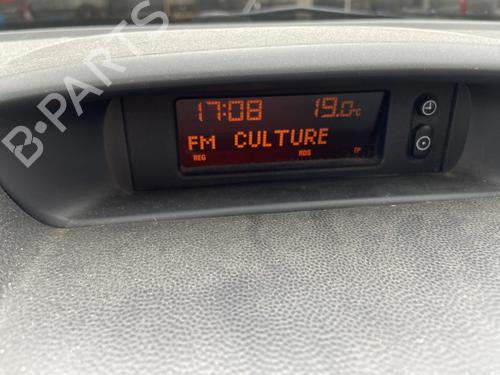 B-PARTS
17:08 19.0°C
FM CULTURE
REG RDS TP